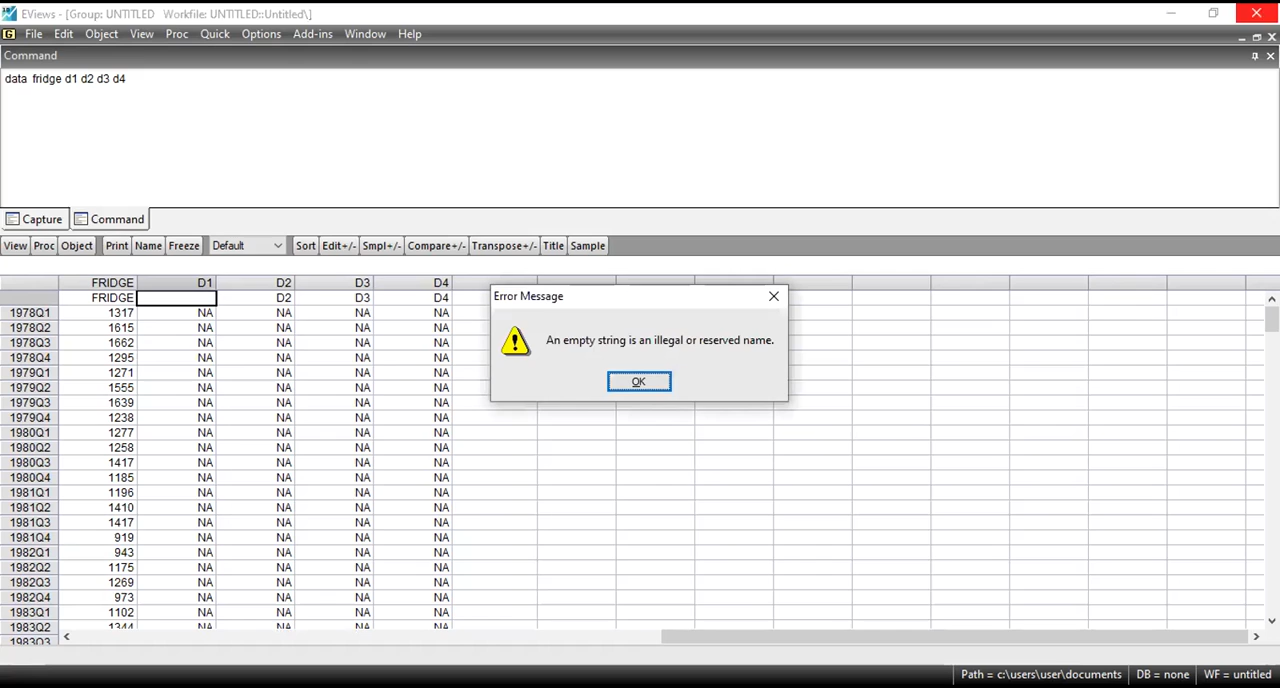 EViews - [Group: UNTITLED Workfile: UNTITLED::Untitled\]
File Edit Object View Proc Quick Options Add-ins Window Help
Command
data fridge d1 d2 d3 d4
Capture Command
View Proc Object Print Name Freeze Default Sort Edit+/- Smpl+/- Compare+/- Transpose+/- Title Sample
FRIDGE D1 D2 D3 D4
FRIDGE D2 D3 D4
1978Q1 1317 NA NA NA NA
1978Q2 1615 NA NA NA NA
1978Q3 1662 NA NA NA NA
1978Q4 1295 NA NA NA NA
1979Q1 1271 NA NA NA NA
1979Q2 1555 NA NA NA NA
1979Q3 1639 NA NA NA NA
1979Q4 1238 NA NA NA NA
1980Q1 1277 NA NA NA NA
1980Q2 1258 NA NA NA NA
1980Q3 1417 NA NA NA NA
1980Q4 1185 NA NA NA NA
1981Q1 1196 NA NA NA NA
1981Q2 1410 NA NA NA NA
1981Q3 1417 NA NA NA NA
1981Q4 919 NA NA NA NA
1982Q1 943 NA NA NA NA
1982Q2 1175 NA NA NA NA
1982Q3 1269 NA NA NA NA
1982Q4 973 NA NA NA NA
1983Q1 1102 NA NA NA NA
1983Q2 1344 NA NA NA NA
1983Q3
Error Message
An empty string is an illegal or reserved name.
OK
Path = c:\users\user\documents DB = none WF = untitled